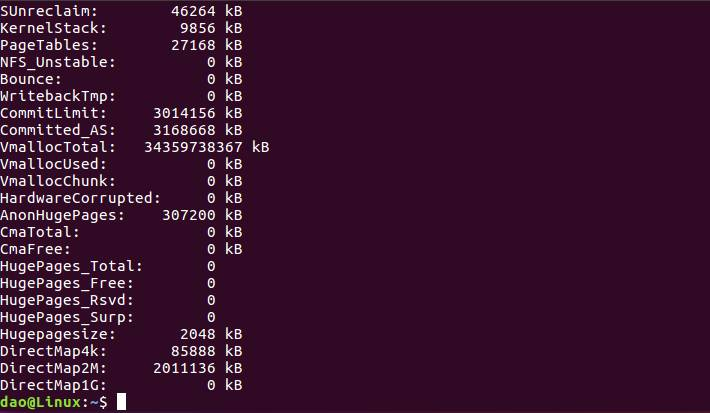 SUnreclaim:        46264 kB
KernelStack:        9856 kB
PageTables:        27168 kB
NFS_Unstable:          0 kB
Bounce:                0 kB
WritebackTmp:          0 kB
CommitLimit:     3014156 kB
Committed_AS:    3168668 kB
VmallocTotal:   34359738367 kB
VmallocUsed:           0 kB
VmallocChunk:          0 kB
HardwareCorrupted:     0 kB
AnonHugePages:    307200 kB
CmaTotal:              0 kB
CmaFree:               0 kB
HugePages_Total:       0
HugePages_Free:        0
HugePages_Rsvd:        0
HugePages_Surp:        0
Hugepagesize:       2048 kB
DirectMap4k:       85888 kB
DirectMap2M:     2011136 kB
DirectMap1G:           0 kB
dao@Linux:~$